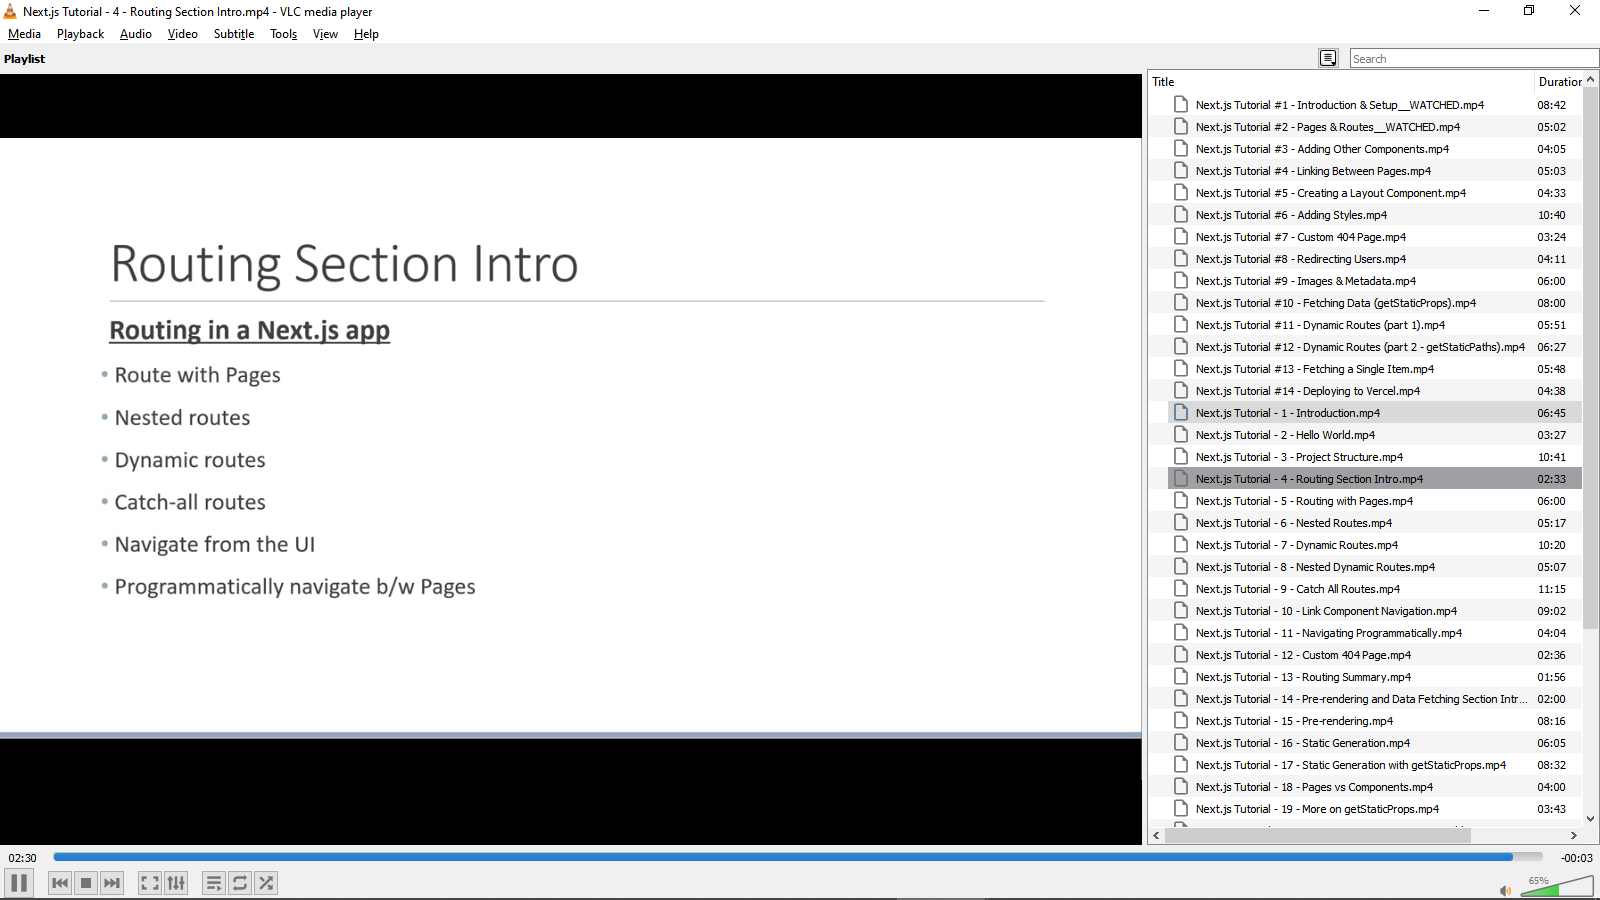 Next.js Tutorial - 4 - Routing Section Intro.mp4 - VLC media player
Media Playback Audio Video Subtitle Tools View Help
Playlist
Search
Title Duration
Next.js Tutorial #1 - Introduction & Setup__WATCHED.mp4 08:42
Next.js Tutorial #2 - Pages & Routes__WATCHED.mp4 05:02
Next.js Tutorial #3 - Adding Other Components.mp4 04:05
Next.js Tutorial #4 - Linking Between Pages.mp4 05:03
Next.js Tutorial #5 - Creating a Layout Component.mp4 04:33
Next.js Tutorial #6 - Adding Styles.mp4 10:40
Next.js Tutorial #7 - Custom 404 Page.mp4 03:24
Next.js Tutorial #8 - Redirecting Users.mp4 04:11
Next.js Tutorial #9 - Images & Metadata.mp4 06:00
Next.js Tutorial #10 - Fetching Data (getStaticProps).mp4 08:00
Next.js Tutorial #11 - Dynamic Routes (part 1).mp4 05:51
Next.js Tutorial #12 - Dynamic Routes (part 2 - getStaticPaths).mp4 06:27
Next.js Tutorial #13 - Fetching a Single Item.mp4 05:48
Next.js Tutorial #14 - Deploying to Vercel.mp4 04:38
Next.js Tutorial - 1 - Introduction.mp4 06:45
Next.js Tutorial - 2 - Hello World.mp4 03:27
Next.js Tutorial - 3 - Project Structure.mp4 10:41
Next.js Tutorial - 4 - Routing Section Intro.mp4 02:33
Next.js Tutorial - 5 - Routing with Pages.mp4 06:00
Next.js Tutorial - 6 - Nested Routes.mp4 05:17
Next.js Tutorial - 7 - Dynamic Routes.mp4 10:20
Next.js Tutorial - 8 - Nested Dynamic Routes.mp4 05:07
Next.js Tutorial - 9 - Catch All Routes.mp4 11:15
Next.js Tutorial - 10 - Link Component Navigation.mp4 09:02
Next.js Tutorial - 11 - Navigating Programmatically.mp4 04:04
Next.js Tutorial - 12 - Custom 404 Page.mp4 02:36
Next.js Tutorial - 13 - Routing Summary.mp4 01:56
Next.js Tutorial - 14 - Pre-rendering and Data Fetching Section Intr... 02:00
Next.js Tutorial - 15 - Pre-rendering.mp4 08:16
Next.js Tutorial - 16 - Static Generation.mp4 06:05
Next.js Tutorial - 17 - Static Generation with getStaticProps.mp4 08:32
Next.js Tutorial - 18 - Pages vs Components.mp4 04:00
Next.js Tutorial - 19 - More on getStaticProps.mp4 03:43
Routing Section Intro
Routing in a Next.js app
• Route with Pages
• Nested routes
• Dynamic routes
• Catch-all routes
• Navigate from the UI
• Programmatically navigate b/w Pages
02:30 -00:03
65%